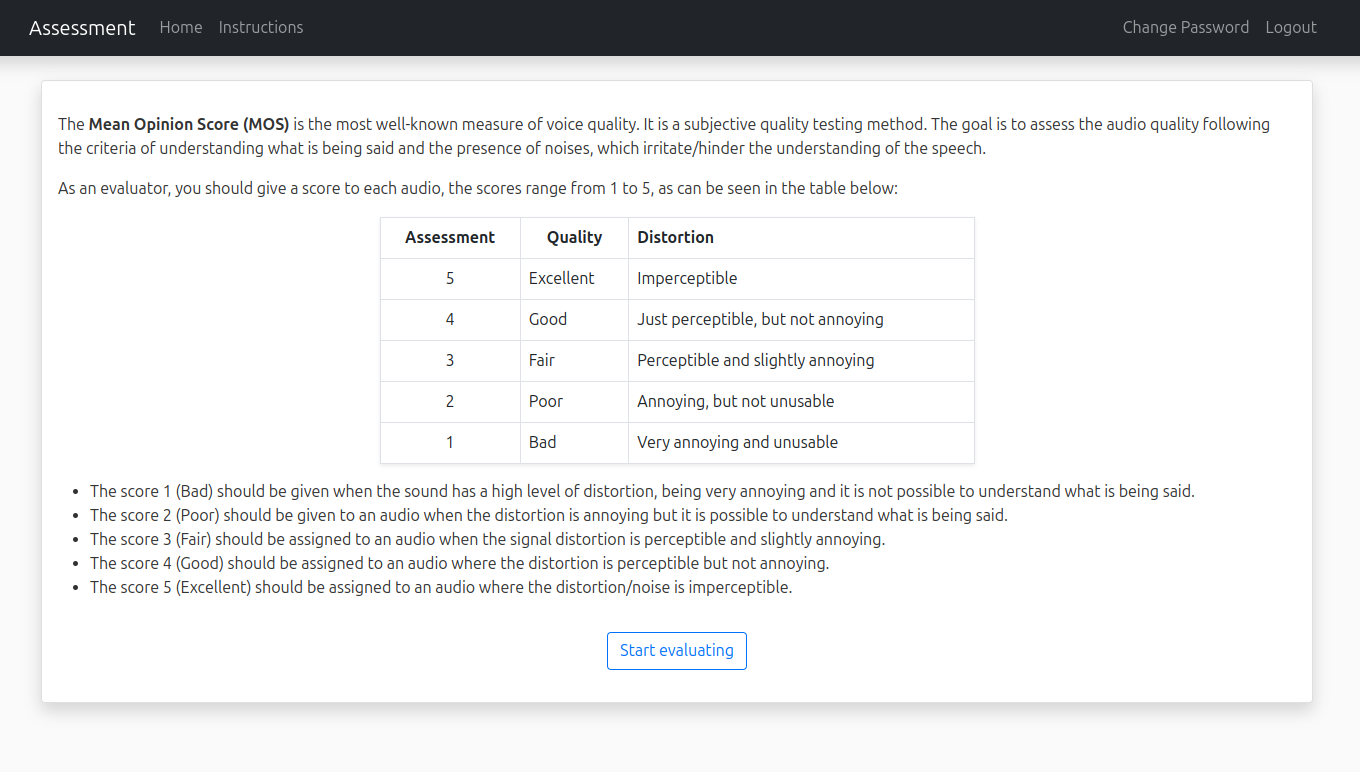 Assessment Home Instructions Change Password Logout
The Mean Opinion Score (MOS) is the most well-known measure of voice quality. It is a subjective quality testing method. The goal is to assess the audio quality following
the criteria of understanding what is being said and the presence of noises, which irritate/hinder the understanding of the speech.
As an evaluator, you should give a score to each audio, the scores range from 1 to 5, as can be seen in the table below:
Assessment Quality Distortion
5 Excellent Imperceptible
4 Good Just perceptible, but not annoying
3 Fair Perceptible and slightly annoying
2 Poor Annoying, but not unusable
1 Bad Very annoying and unusable
• The score 1 (Bad) should be given when the sound has a high level of distortion, being very annoying and it is not possible to understand what is being said.
• The score 2 (Poor) should be given to an audio when the distortion is annoying but it is possible to understand what is being said.
• The score 3 (Fair) should be assigned to an audio when the signal distortion is perceptible and slightly annoying.
• The score 4 (Good) should be assigned to an audio where the distortion is perceptible but not annoying.
• The score 5 (Excellent) should be assigned to an audio where the distortion/noise is imperceptible.
Start evaluating